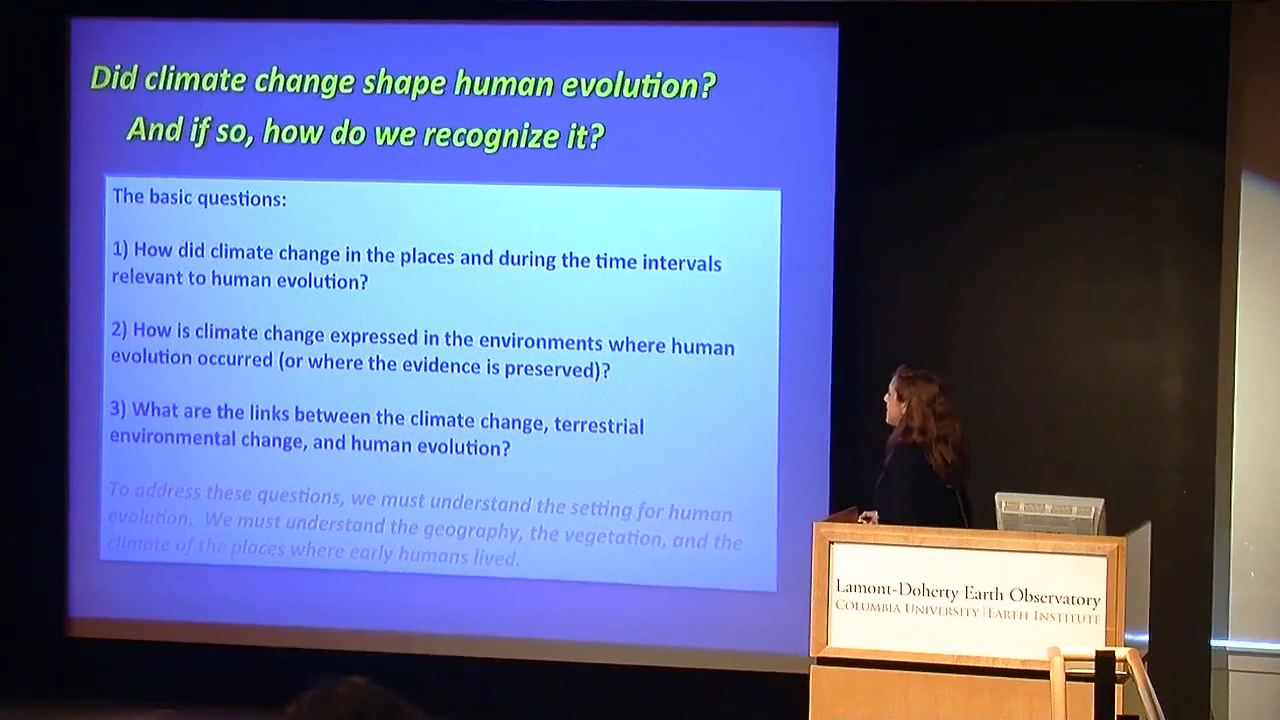 Did climate change shape human evolution?
And if so, how do we recognize it?
The basic questions:
1) How did climate change in the places and during the time intervals
relevant to human evolution?
2) How is climate change expressed in the environments where human
evolution occurred (or where the evidence is preserved)?
3) What are the links between the climate change, terrestrial
environmental change, and human evolution?
To address these questions, we must understand the setting for human
evolution. We must understand the geography, the vegetation, and the
climate of the places where early humans lived.
Lamont-Doherty Earth Observatory
Columbia University | Earth Institute